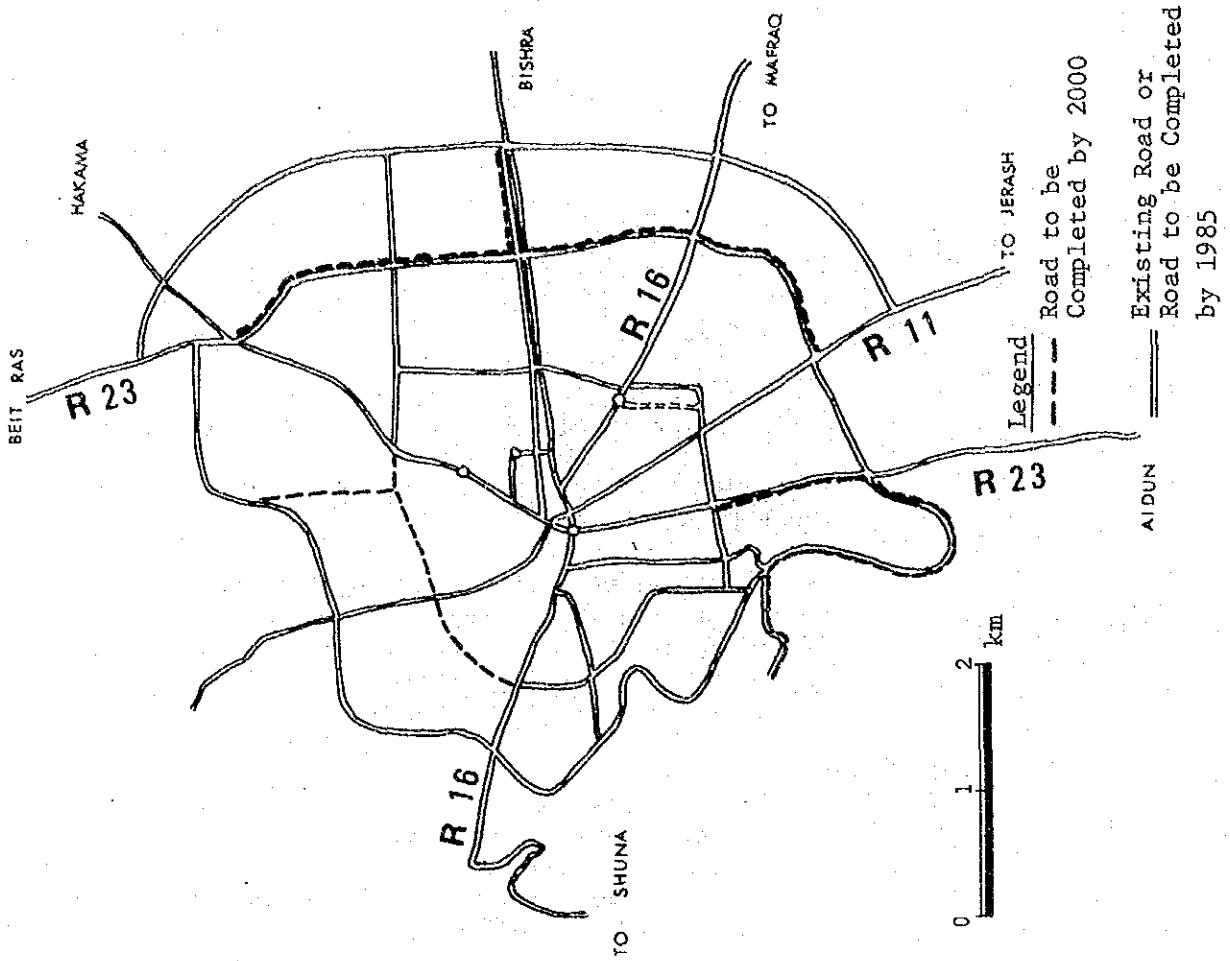 BEIT RAS
R 23
HAKAMA
BISHRA
TO MAFRAQ
R 16
R 16
TO SHUNA
R 11
TO JERASH
R 23
AIDUN
Legend
Road to be
Completed by 2000
Existing Road or
Road to be Completed
by 1985
0 1 2
km